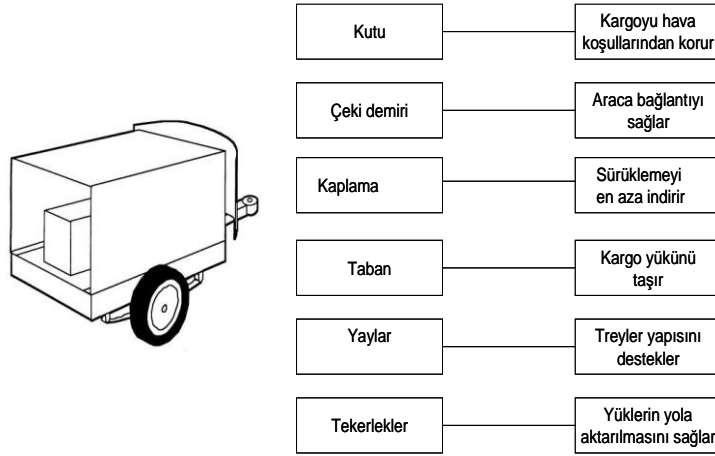 Kutu
Kargoyu hava
koşullarından korur
Çeki demiri
Araca bağlantıyı
sağlar
Kaplama
Sürüklemeyi
en aza indirir
Taban
Kargo yükünü
taşır
Yaylar
Treyler yapısını
destekler
Tekerlekler
Yüklerin yola
aktarılmasını sağlar